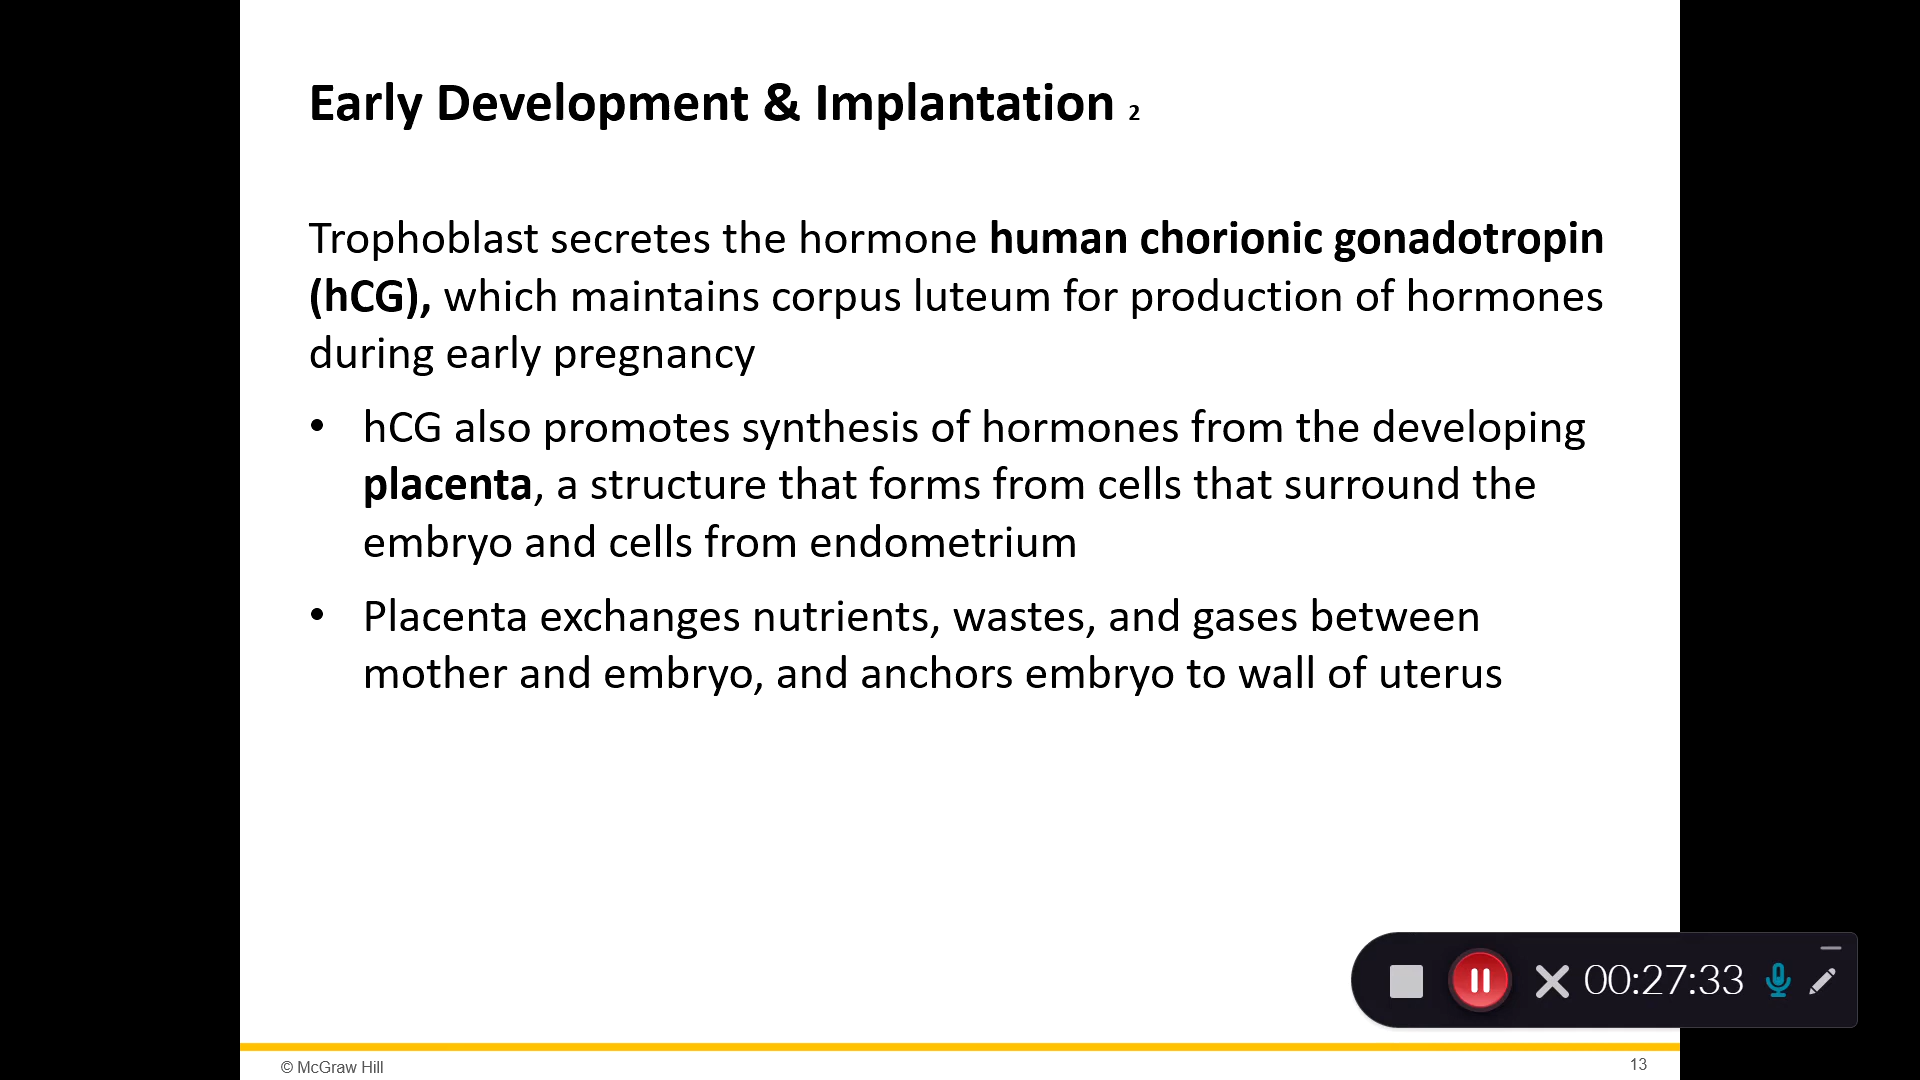 Early Development & Implantation 2
Trophoblast secretes the hormone human chorionic gonadotropin
(hCG), which maintains corpus luteum for production of hormones
during early pregnancy
• hCG also promotes synthesis of hormones from the developing
placenta, a structure that forms from cells that surround the
embryo and cells from endometrium
• Placenta exchanges nutrients, wastes, and gases between
mother and embryo, and anchors embryo to wall of uterus
00:27:33
© McGraw Hill
13